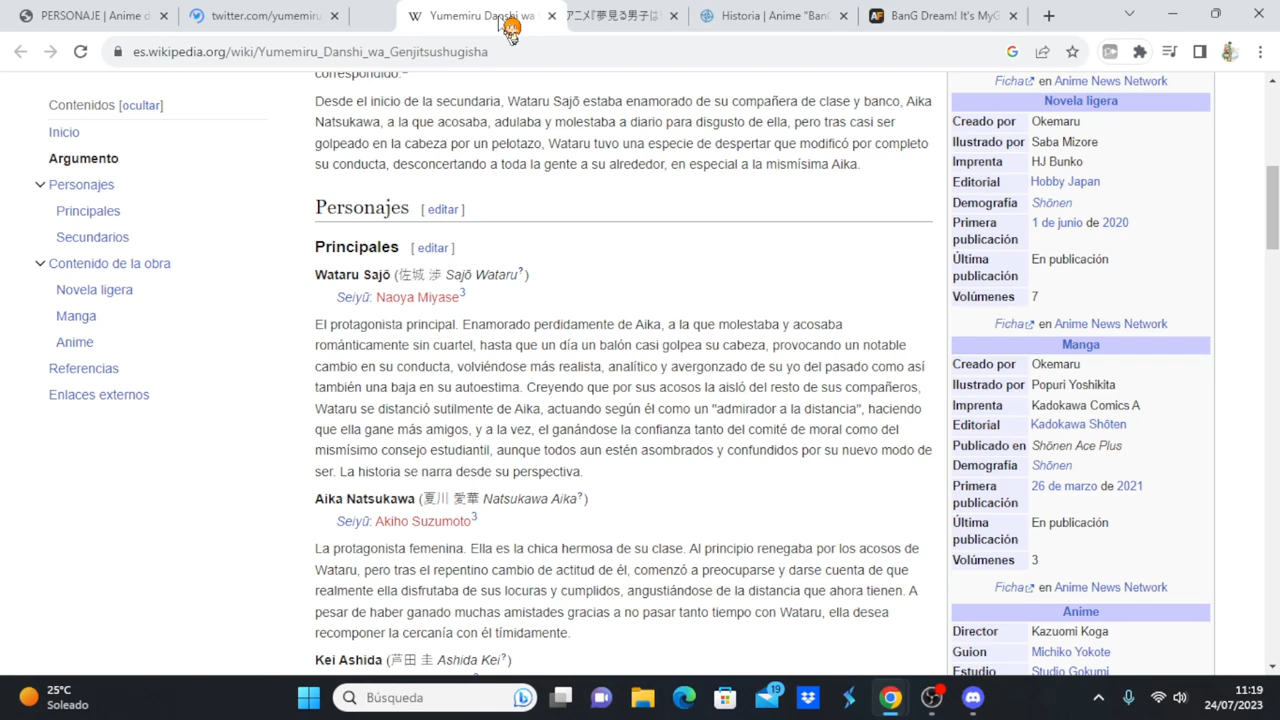 PERSONAJE | Anime d
twitter.com/yumemiru
Yumemiru Danshi wa
アニメ『夢見る男子は
Historia | Anime "Ban
BanG Dream! It's MyG
es.wikipedia.org/wiki/Yumemiru_Danshi_wa_Genjitsushugisha
Contenidos [ocultar]
Inicio
Argumento
Personajes
Principales
Secundarios
Contenido de la obra
Novela ligera
Manga
Anime
Referencias
Enlaces externos
correspondido.
Desde el inicio de la secundaria, Wataru Sajō estaba enamorado de su compañera de clase y banco, Aika
Natsukawa, a la que acosaba, adulaba y molestaba a diario para disgusto de ella, pero tras casi ser
golpeado en la cabeza por un pelotazo, Wataru tuvo una especie de despertar que modificó por completo
su conducta, desconcertando a toda la gente a su alrededor, en especial a la mismísima Aika.
Personajes [ editar ]
Principales [ editar ]
Wataru Sajō (佐城 渉 Sajō Wataru?)
Seiyū: Naoya Miyase3
El protagonista principal. Enamorado perdidamente de Aika, a la que molestaba y acosaba
románticamente sin cuartel, hasta que un día un balón casi golpea su cabeza, provocando un notable
cambio en su conducta, volviéndose más realista, analítico y avergonzado de su yo del pasado como así
también una baja en su autoestima. Creyendo que por sus acosos la aisló del resto de sus compañeros,
Wataru se distanció sutilmente de Aika, actuando según él como un "admirador a la distancia", haciendo
que ella gane más amigos, y a la vez, el ganándose la confianza tanto del comité de moral como del
mismísimo consejo estudiantil, aunque todos aun estén asombrados y confundidos por su nuevo modo de
ser. La historia se narra desde su perspectiva.
Aika Natsukawa (夏川 愛華 Natsukawa Aika?)
Seiyū: Akiho Suzumoto3
La protagonista femenina. Ella es la chica hermosa de su clase. Al principio renegaba por los acosos de
Wataru, pero tras el repentino cambio de actitud de él, comenzó a preocuparse y darse cuenta de que
realmente ella disfrutaba de sus locuras y cumplidos, angustiándose de la distancia que ahora tienen. A
pesar de haber ganado muchas amistades gracias a no pasar tanto tiempo con Wataru, ella desea
recomponer la cercanía con él tímidamente.
Kei Ashida (芦田 圭 Ashida Kei?)
Ficha en Anime News Network
Novela ligera
Creado por Okemaru
Ilustrado por Saba Mizore
Imprenta HJ Bunko
Editorial Hobby Japan
Demografía Shōnen
Primera publicación 1 de junio de 2020
Última publicación En publicación
Volúmenes 7
Ficha en Anime News Network
Manga
Creado por Okemaru
Ilustrado por Popuri Yoshikita
Imprenta Kadokawa Comics A
Editorial Kadokawa Shōten
Publicado en Shōnen Ace Plus
Demografía Shōnen
Primera publicación 26 de marzo de 2021
Última publicación En publicación
Volúmenes 3
Ficha en Anime News Network
Anime
Director Kazuomi Koga
Guion Michiko Yokote
Estudio Studio Gokumi
25°C
Soleado
Búsqueda
19
11:19
24/07/2023